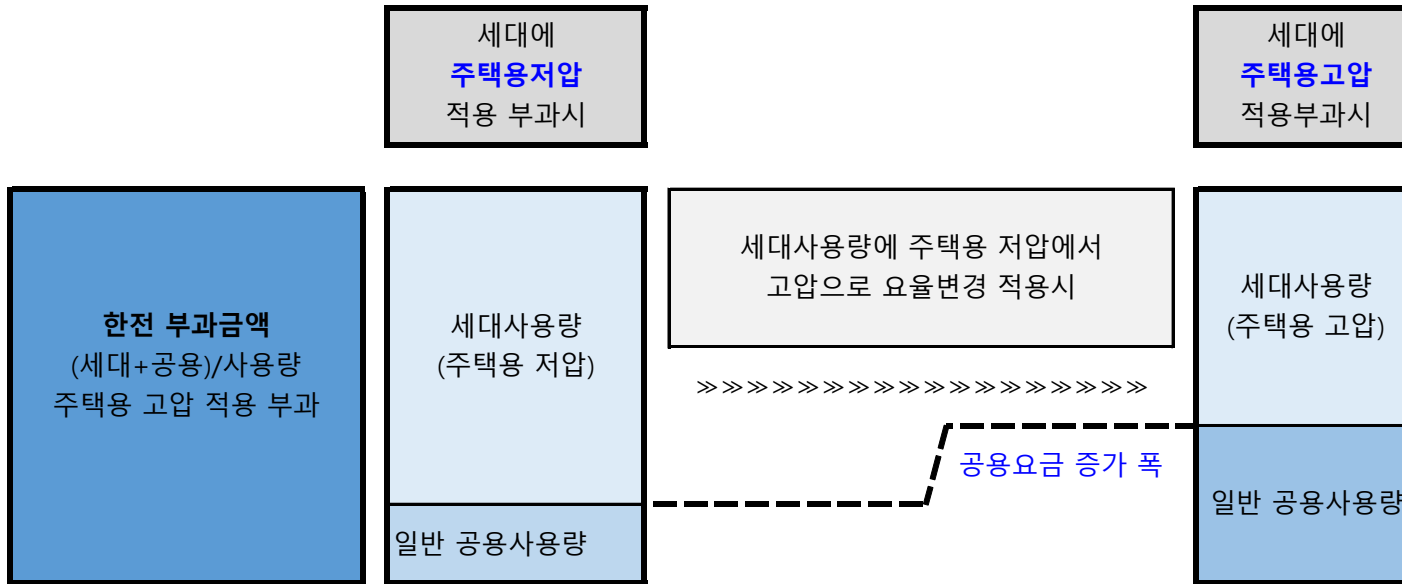 세대에
주택용저압
적용 부과시
세대에
주택용고압
적용부과시
한전 부과금액
(세대+공용)/사용량
주택용 고압 적용 부과
세대사용량
(주택용 저압)
일반 공용사용량
세대사용량에 주택용 저압에서
고압으로 요율변경 적용시
≫≫≫≫≫≫≫≫≫≫≫≫≫≫≫≫≫≫
공용요금 증가 폭
세대사용량
(주택용 고압)
일반 공용사용량